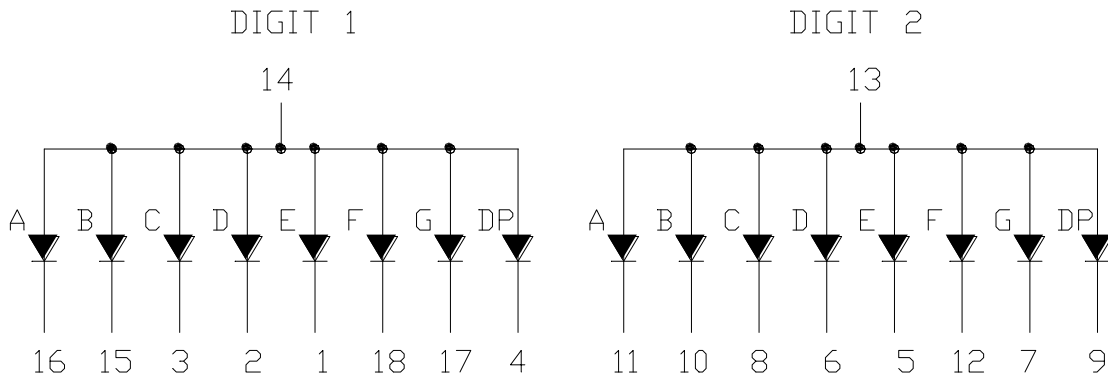 DIGIT 1 DIGIT 2
14 13
A B C D E F G DP A B C D E F G DP
16 15 3 2 1 18 17 4 11 10 8 6 5 12 7 9